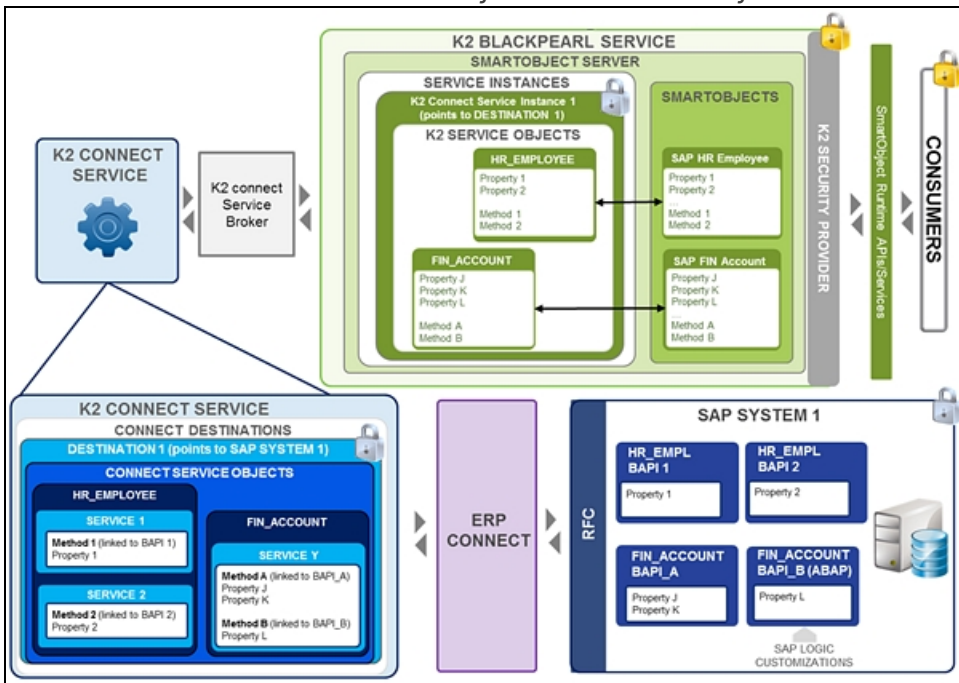 K2 BLACKPEARL SERVICE
SMARTOBJECT SERVER
SERVICE INSTANCES
K2 Connect Service Instance 1
(points to DESTINATION 1)
K2 SERVICE OBJECTS
HR_EMPLOYEE
Property 1
Property 2
Method 1
Method 2
FIN_ACCOUNT
Property J
Property K
Property L
Method A
Method B
SMARTOBJECTS
SAP HR Employee
Property 1
Property 2
...
Method 1
Method 2
SAP FIN Account
Property J
Property K
Property L
...
Method A
Method B
K2 SECURITY PROVIDER
SmartObject Runtime APIs/Services
CONSUMERS
K2 CONNECT
SERVICE
K2 connect
Service
Broker
K2 CONNECT SERVICE
CONNECT DESTINATIONS
DESTINATION 1 (points to SAP SYSTEM 1)
CONNECT SERVICE OBJECTS
HR_EMPLOYEE
SERVICE 1
Method 1 (linked to BAPI 1)
Property 1
SERVICE 2
Method 2 (linked to BAPI 2)
Property 2
FIN_ACCOUNT
SERVICE Y
Method A (linked to BAPI_A)
Property J
Property K
Method B (linked to BAPI_B)
Property L
ERP
CONNECT
RFC
SAP SYSTEM 1
HR_EMPL
BAPI 1
Property 1
HR_EMPL
BAPI 2
Property 2
FIN_ACCOUNT
BAPI_A
Property J
Property K
FIN_ACCOUNT
BAPI_B (ABAP)
Property L
SAP LOGIC
CUSTOMIZATIONS